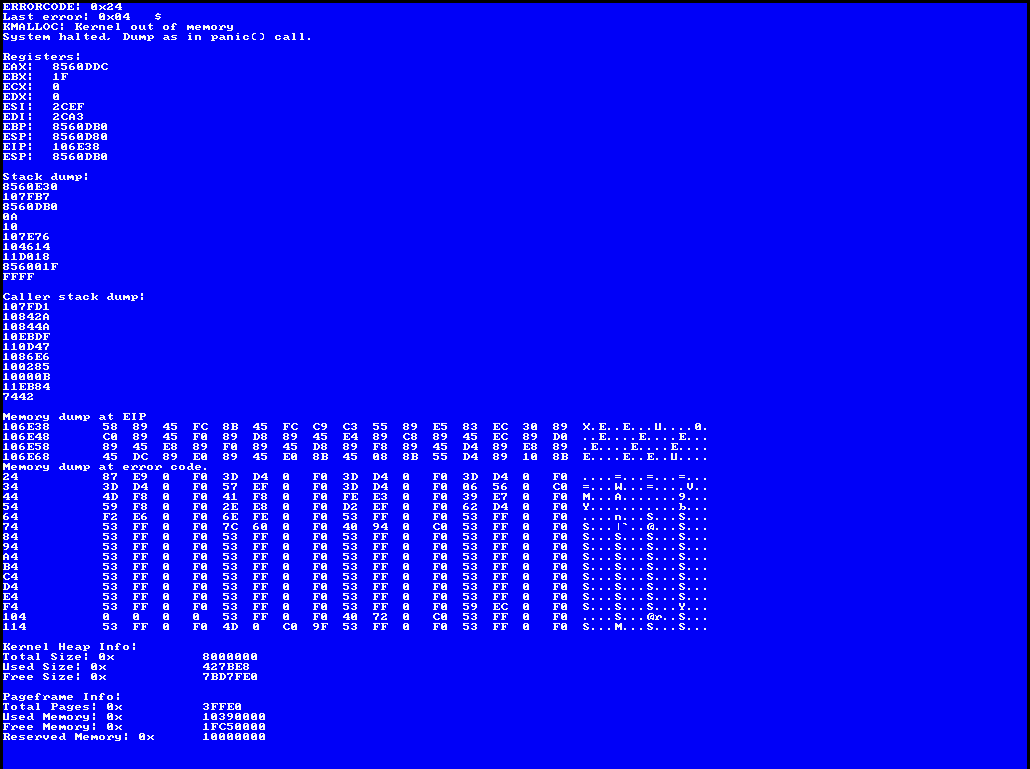 ERRORCODE: 0x24
Last error: 0x04 $
KMALLOC: Kernel out of memory
System halted. Dump as in panic() call.
Registers:
EAX: 8560DDC
EBX: 1F
ECX: 0
EDX: 0
ESI: 2CEF
EDI: 2CA3
EBP: 8560DB0
ESP: 8560D80
EIP: 106E38
ESP: 8560DB0
Stack dump:
8560E30
107FB7
8560DB0
0A
10
107E76
104614
11D018
856001F
FFFF
Caller stack dump:
107FD1
10842A
10844A
10EBDF
110D47
1086E6
100285
10000B
11EB84
7442
Memory dump at EIP
106E38 58 89 45 FC 8B 45 FC C9 C3 55 89 E5 83 EC 30 89 X.E..E...U....0.
106E48 C0 89 45 F0 89 D8 89 45 E4 89 C8 89 45 EC 89 D0 ..E....E....E...
106E58 89 45 E8 89 F0 89 45 D8 89 F8 89 45 D4 89 E8 89 .E....E....E....
106E68 45 DC 89 E0 89 45 E0 8B 45 08 8B 55 D4 89 10 8B E....E..E..U....
Memory dump at error code.
24 87 E9 0 F0 3D D4 0 F0 3D D4 0 F0 3D D4 0 F0 ....=...=...=...
34 3D D4 0 F0 57 EF 0 F0 3D D4 0 F0 06 56 0 C0 =...W...=....V..
44 4D F8 0 F0 41 F8 0 F0 FE E3 0 F0 39 E7 0 F0 M...A.......9...
54 59 F8 0 F0 2E E8 0 F0 D2 EF 0 F0 62 D4 0 F0 Y...........b...
64 F2 E6 0 F0 6E FE 0 F0 53 FF 0 F0 53 FF 0 F0 ....n...S...S...
74 53 FF 0 F0 7C 60 0 F0 40 94 0 C0 53 FF 0 F0 S...|`..@...S...
84 53 FF 0 F0 53 FF 0 F0 53 FF 0 F0 53 FF 0 F0 S...S...S...S...
94 53 FF 0 F0 53 FF 0 F0 53 FF 0 F0 53 FF 0 F0 S...S...S...S...
A4 53 FF 0 F0 53 FF 0 F0 53 FF 0 F0 53 FF 0 F0 S...S...S...S...
B4 53 FF 0 F0 53 FF 0 F0 53 FF 0 F0 53 FF 0 F0 S...S...S...S...
C4 53 FF 0 F0 53 FF 0 F0 53 FF 0 F0 53 FF 0 F0 S...S...S...S...
D4 53 FF 0 F0 53 FF 0 F0 53 FF 0 F0 53 FF 0 F0 S...S...S...S...
E4 53 FF 0 F0 53 FF 0 F0 53 FF 0 F0 53 FF 0 F0 S...S...S...S...
F4 53 FF 0 F0 53 FF 0 F0 53 FF 0 F0 59 EC 0 F0 S...S...S...Y...
104 0 0 0 0 53 FF 0 F0 40 72 0 C0 53 FF 0 F0 ....S...@r..S...
114 53 FF 0 F0 4D 0 C0 9F 53 FF 0 F0 53 FF 0 F0 S...M...S...S...
Kernel Heap Info:
Total Size: 0x 8000000
Used Size: 0x 427BE8
Free Size: 0x 7BD7FE0
Pageframe Info:
Total Pages: 0x 3FFE0
Used Memory: 0x 10390000
Free Memory: 0x 1FC50000
Reserved Memory: 0x 10000000